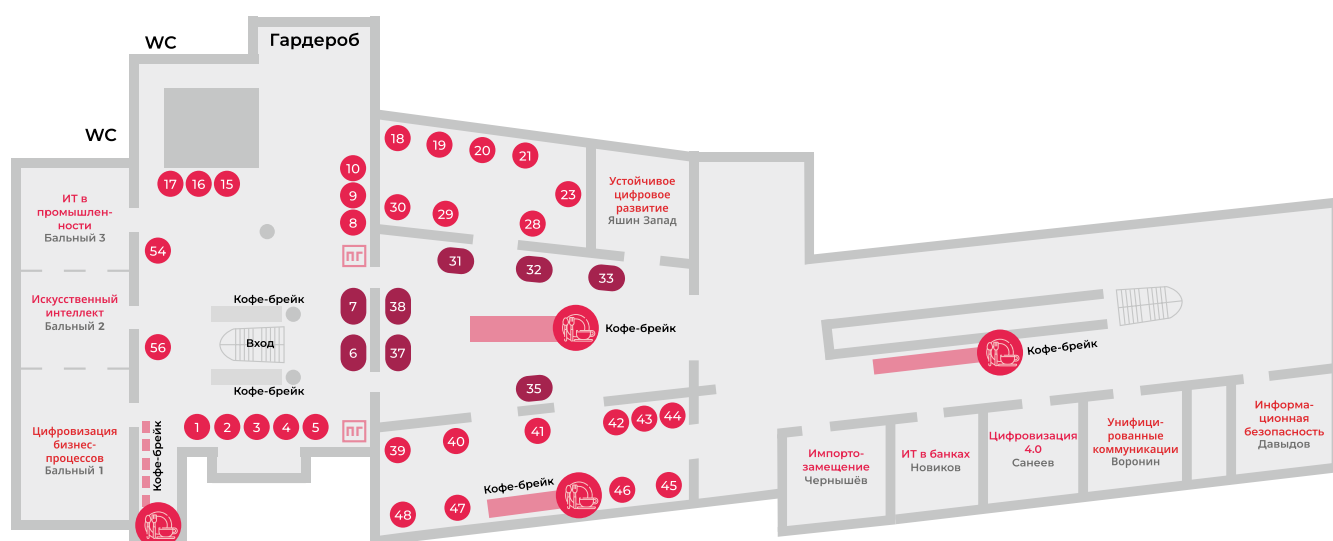 WC
Гардероб
WC
ИТ в
промышлен-
ности
Бальный 3
Искусственный
интеллект
Бальный 2
Цифровизация
бизнес-
процессов
Бальный 1
17 16 15
10
9
8
ПГ
54
56
Кофе-брейк
Вход
Кофе-брейк
7 38
6 37
1 2 3 4 5
ПГ
Кофе-брейк
18 19 20 21
23
30 29 28
Устойчивое
цифровое
развитие
Яшин Запад
31 32 33
Кофе-брейк
35
39 40 41 42 43 44
Кофе-брейк
48 47 46 45
Кофе-брейк
Импорто-
замещение
Чернышёв
ИТ в банках
Новиков
Цифровизация
4.0
Санеев
Унифици-
рованные
коммуникации
Воронин
Информа-
ционная
безопасность
Давыдов